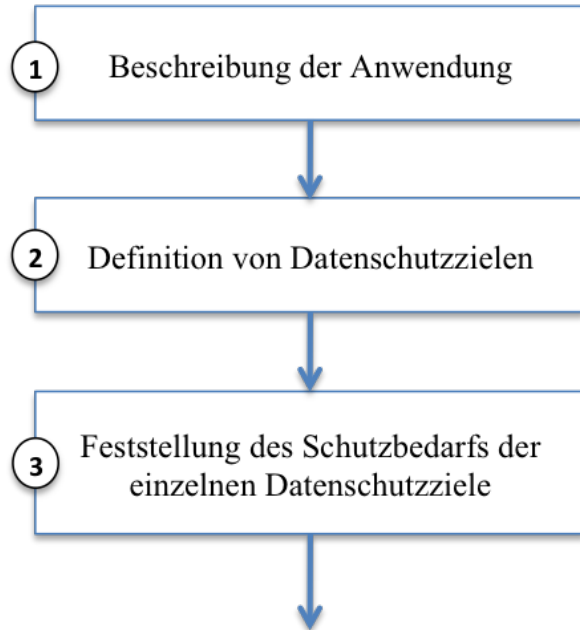 1 Beschreibung der Anwendung
2 Definition von Datenschutzzielen
3 Feststellung des Schutzbedarfs der
einzelnen Datenschutzziele